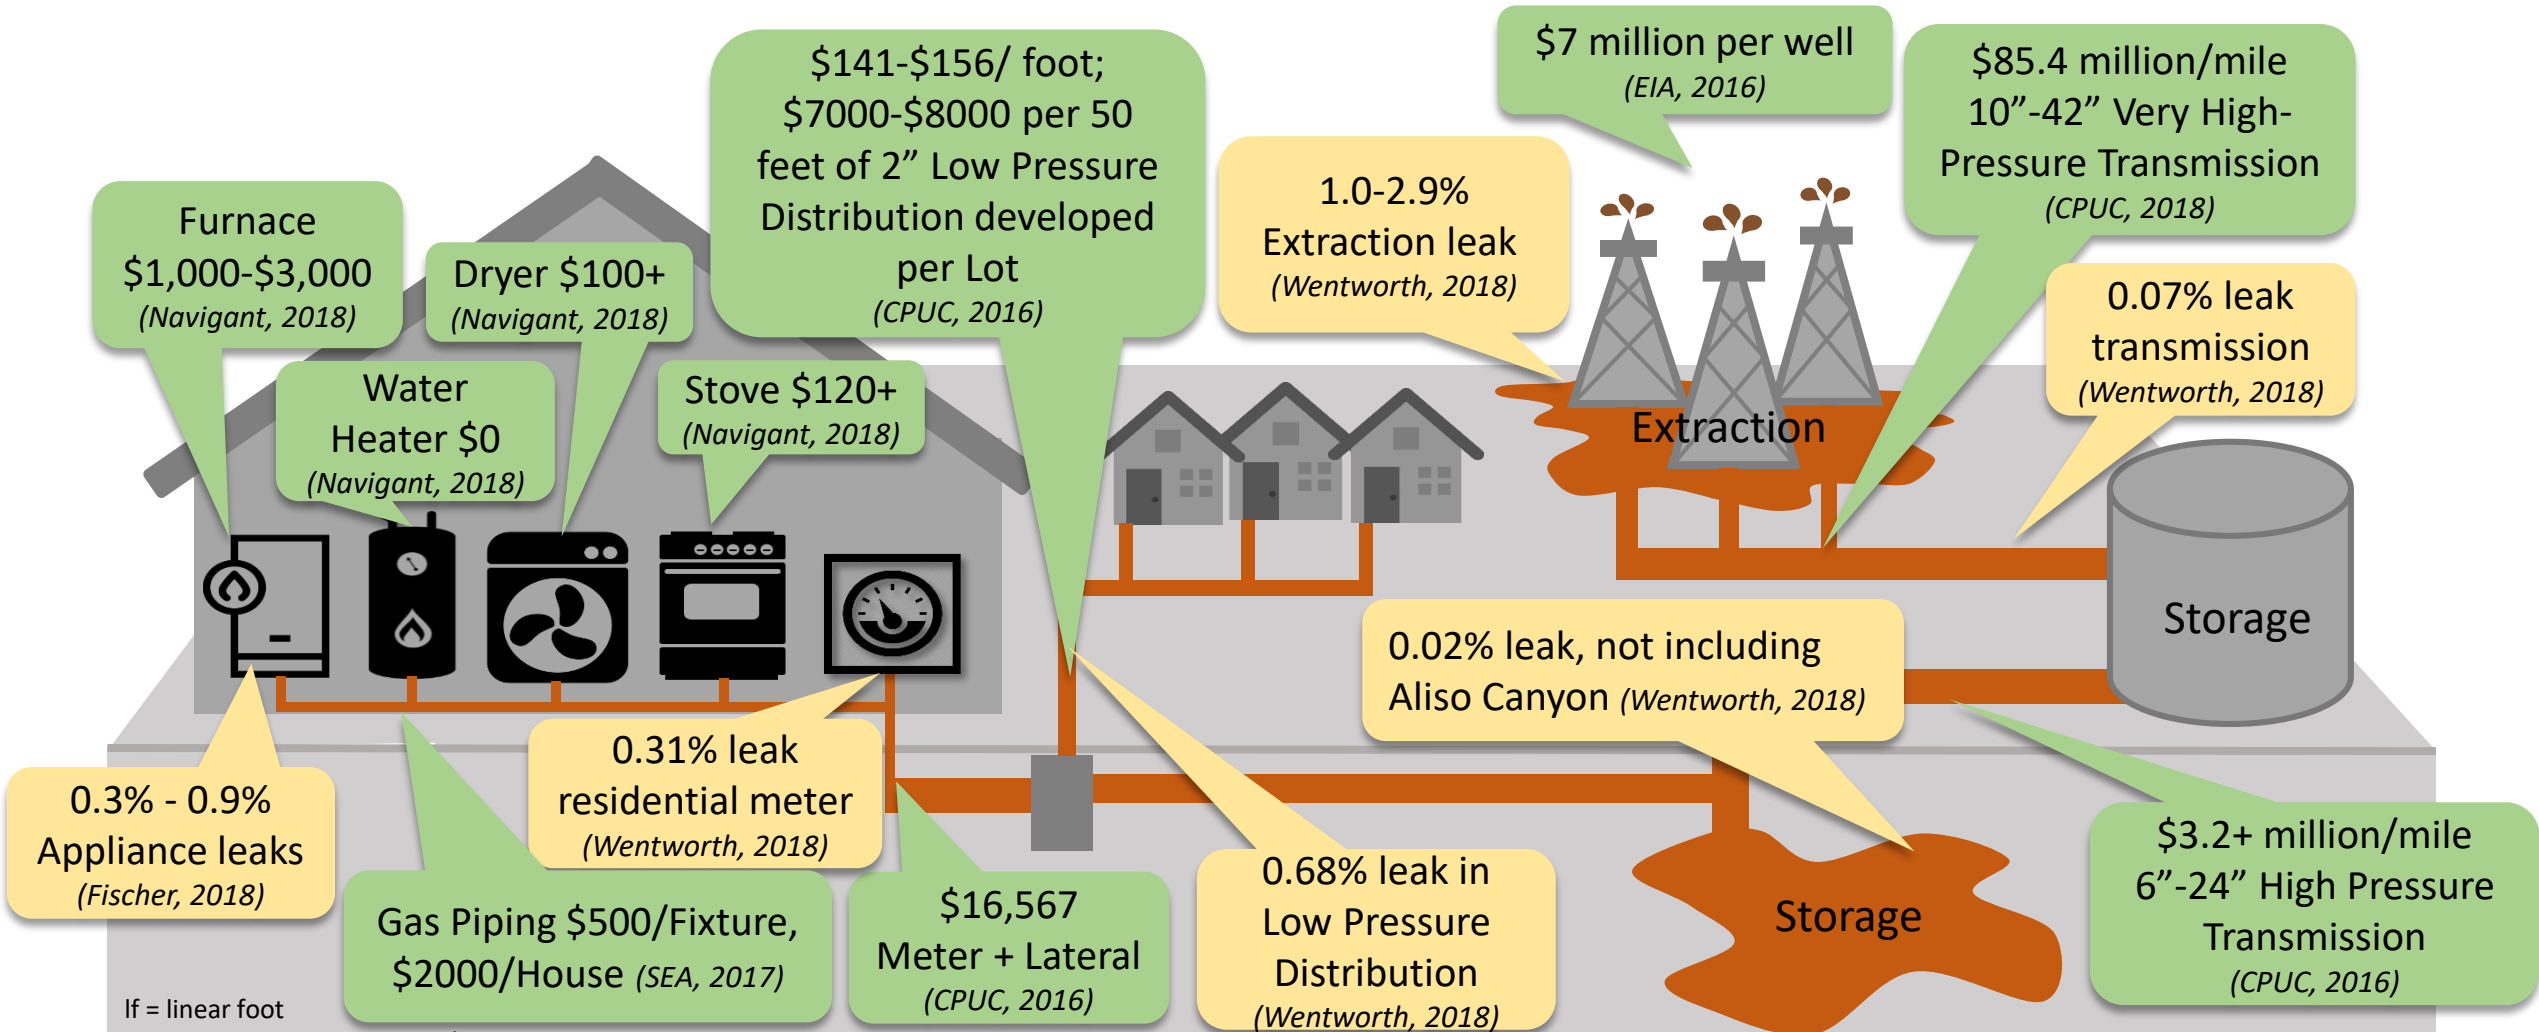 Furnace
$1,000-$3,000
(Navigant, 2018)
Water
Heater $0
(Navigant, 2018)
Dryer $100+
(Navigant, 2018)
Stove $120+
(Navigant, 2018)
$141-$156/ foot;
$7000-$8000 per 50
feet of 2” Low Pressure
Distribution developed
per Lot
(CPUC, 2016)
1.0-2.9%
Extraction leak
(Wentworth, 2018)
$7 million per well
(EIA, 2016)
$85.4 million/mile
10”-42” Very High-
Pressure Transmission
(CPUC, 2018)
0.07% leak
transmission
(Wentworth, 2018)
Extraction
Storage
0.02% leak, not including
Aliso Canyon (Wentworth, 2018)
0.3% - 0.9%
Appliance leaks
(Fischer, 2018)
0.31% leak
residential meter
(Wentworth, 2018)
Gas Piping $500/Fixture,
$2000/House (SEA, 2017)
$16,567
Meter + Lateral
(CPUC, 2016)
0.68% leak in
Low Pressure
Distribution
(Wentworth, 2018)
Storage
$3.2+ million/mile
6”-24” High Pressure
Transmission
(CPUC, 2016)
lf = linear foot